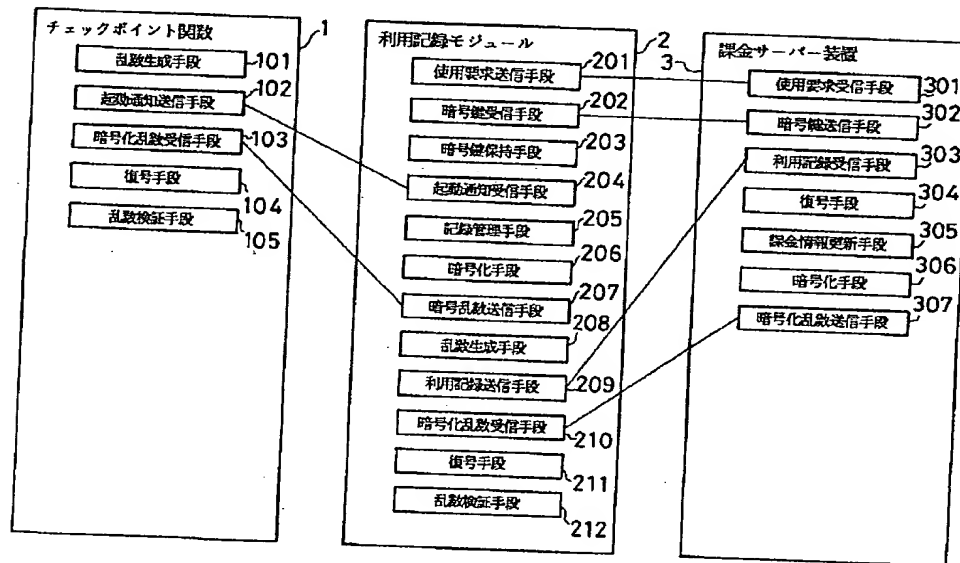 チェックポイント関数
1
乱数生成手段
101
起動通知送信手段
102
暗号化乱数受信手段
103
復号手段
104
乱数検証手段
105
利用記録モジュール
2
使用要求送信手段
201
暗号鍵受信手段
202
暗号鍵保持手段
203
起動通知受信手段
204
記録管理手段
205
暗号化手段
206
暗号乱数送信手段
207
乱数生成手段
208
利用記録送信手段
209
暗号化乱数受信手段
210
復号手段
211
乱数検証手段
212
課金サーバー装置
3
使用要求受信手段
301
暗号鍵送信手段
302
利用記録受信手段
303
復号手段
304
課金情報更新手段
305
暗号化手段
306
暗号化乱数送信手段
307